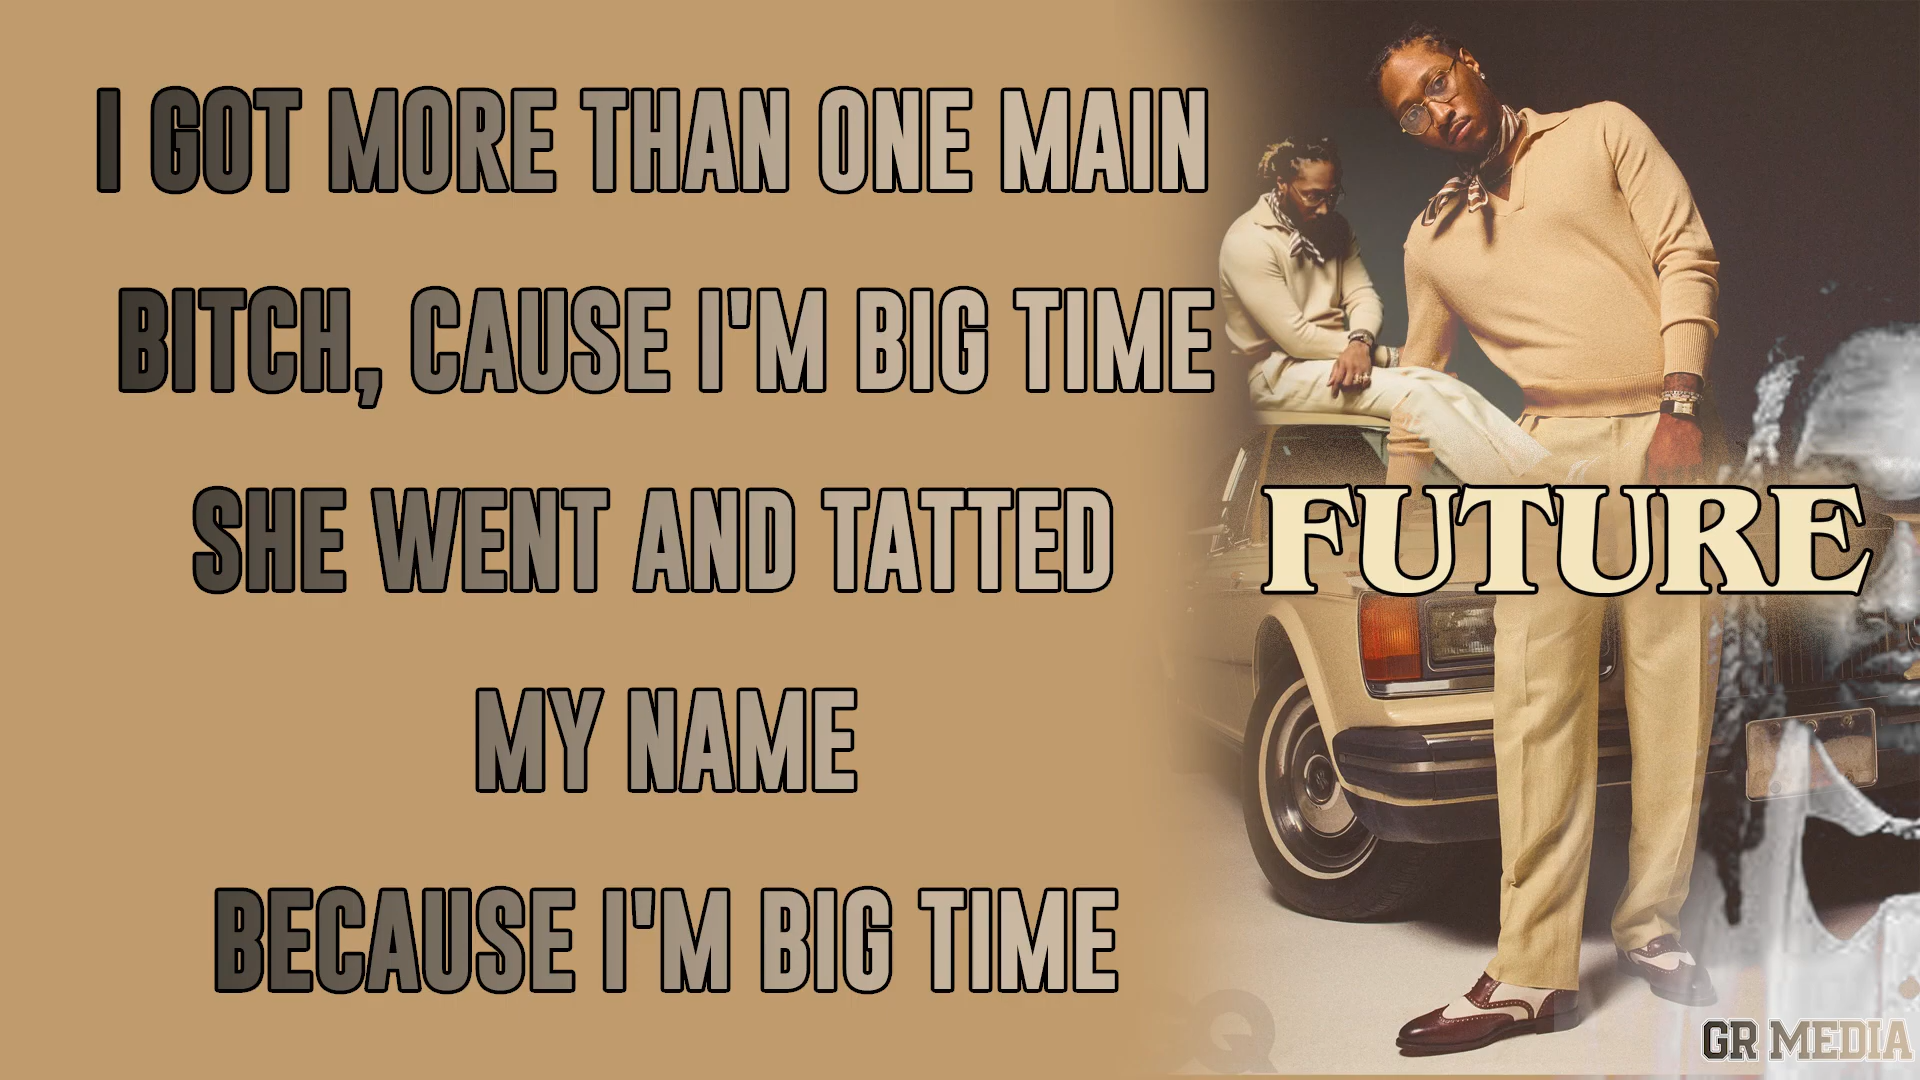 I GOT MORE THAN ONE MAIN
BITCH, CAUSE I'M BIG TIME
SHE WENT AND TATTED
MY NAME
BECAUSE I'M BIG TIME
FUTURE
GQ
GR MEDIA